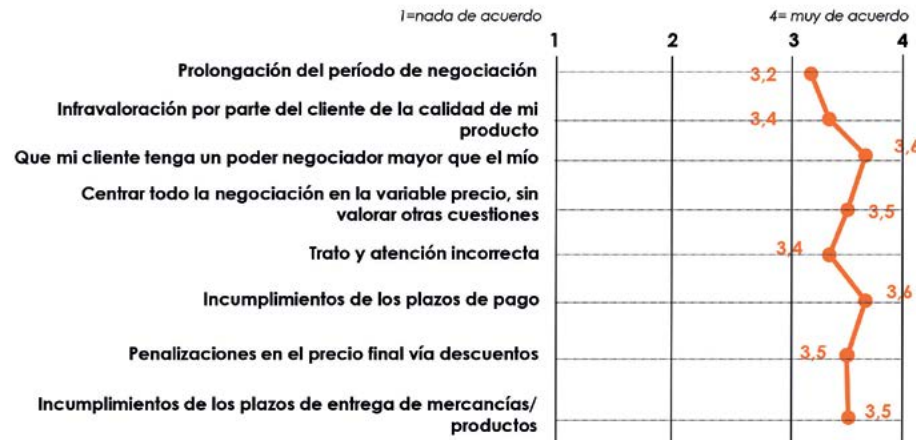 1=nada de acuerdo
4= muy de acuerdo
1
2
3
4
Prolongación del período de negociación
3,2
Infravaloración por parte del cliente de la calidad de mi
producto
3,4
Que mi cliente tenga un poder negociador mayor que el mío
3,6
Centrar todo la negociación en la variable precio, sin
valorar otras cuestiones
3,5
Trato y atención incorrecta
3,4
Incumplimientos de los plazos de pago
3,6
Penalizaciones en el precio final vía descuentos
3,5
Incumplimientos de los plazos de entrega de mercancías/
productos
3,5